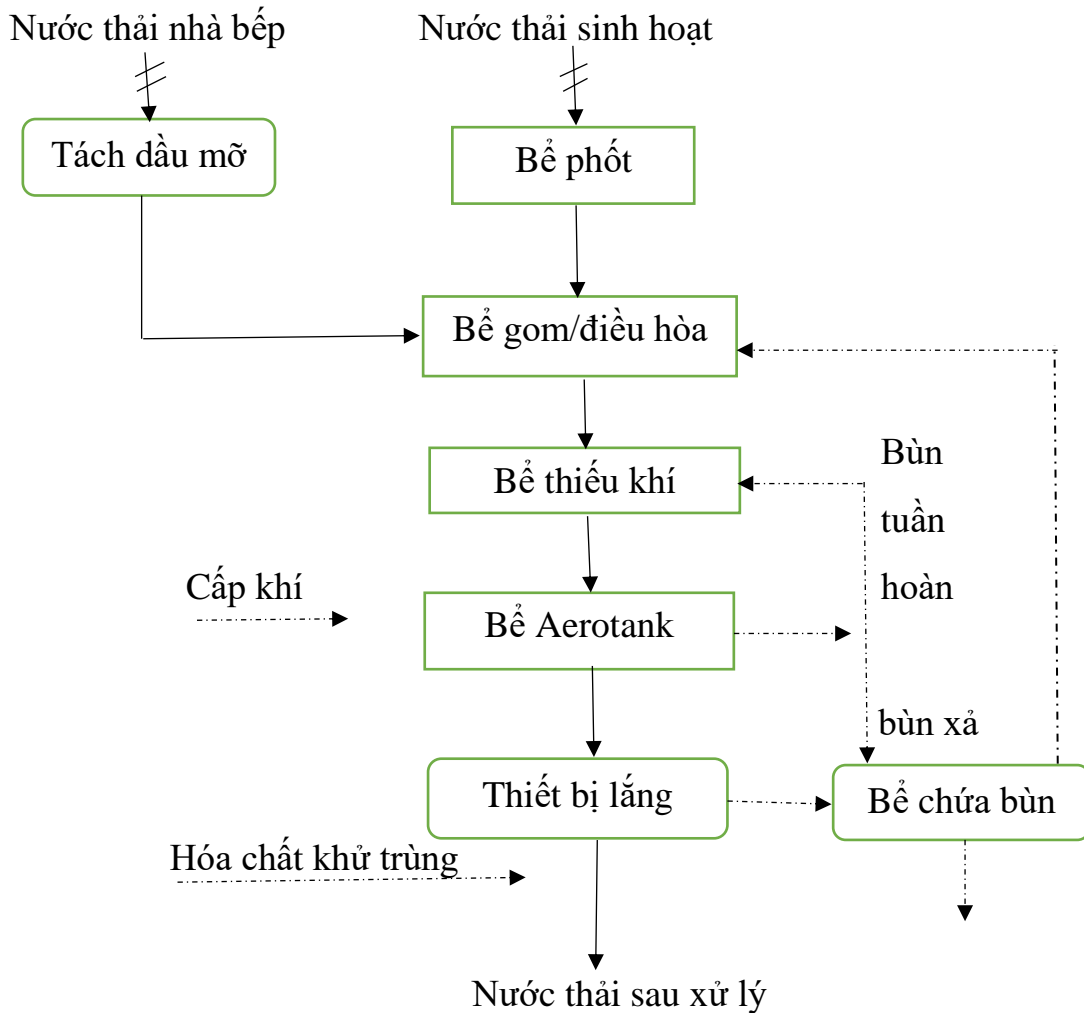 Nước thải nhà bếp
Nước thải sinh hoạt
Tách dầu mỡ
Bể phốt
Bể gom/điều hòa
Bể thiếu khí
Bùn
tuần
hoàn
Cấp khí
Bể Aerotank
bùn xả
Thiết bị lắng
Bể chứa bùn
Hóa chất khử trùng
Nước thải sau xử lý